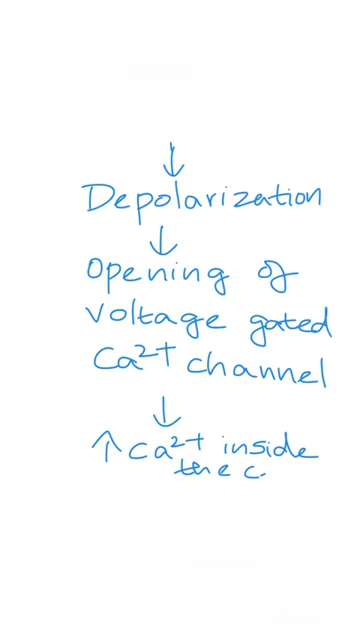 ↓
Depolarization
↓
Opening of
voltage gated
Ca²⁺ channel
↓
↑ Ca²⁺ inside
the c